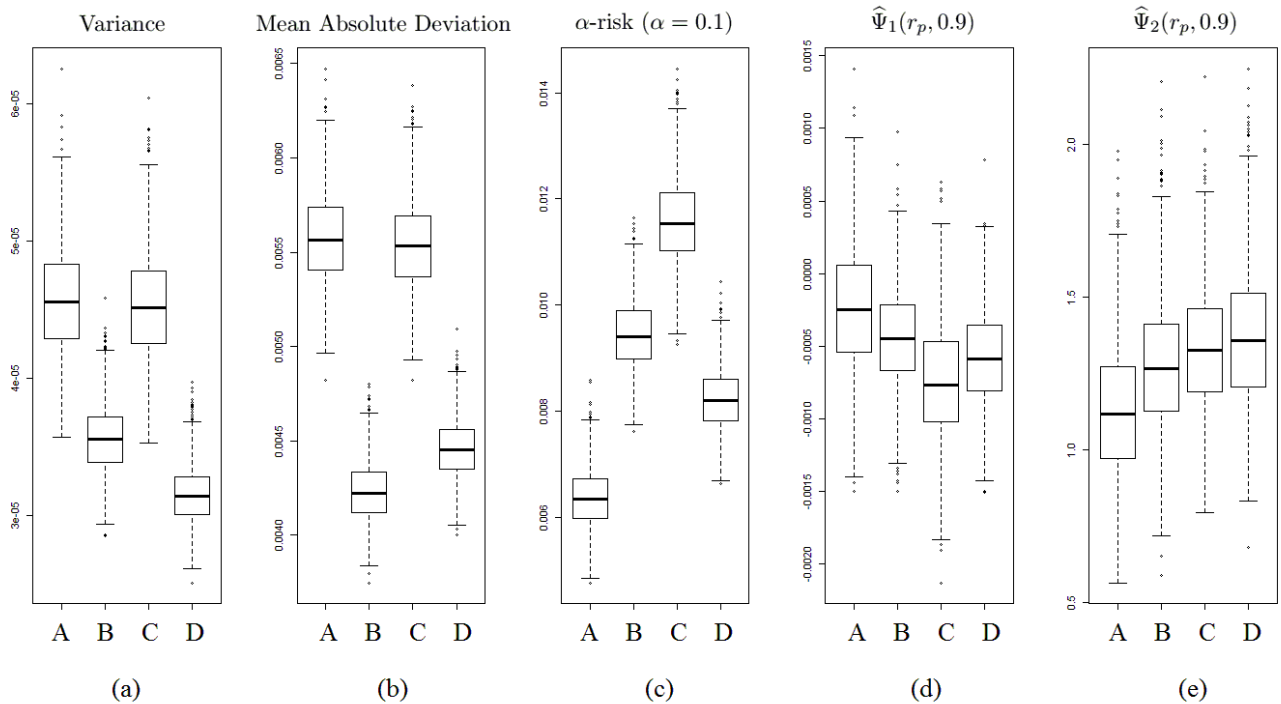 Variance
Mean Absolute Deviation
α-risk (α = 0.1)
Ψ̂₁(rₚ, 0.9)
Ψ̂₂(rₚ, 0.9)
6e-05
5e-05
4e-05
3e-05
0.0065
0.0060
0.0055
0.0050
0.0045
0.0040
0.014
0.012
0.010
0.008
0.006
0.0015
0.0010
0.0005
0.0000
-0.0005
-0.0010
-0.0015
-0.0020
2.0
1.5
1.0
0.5
A B C D
A B C D
A B C D
A B C D
A B C D
(a)
(b)
(c)
(d)
(e)